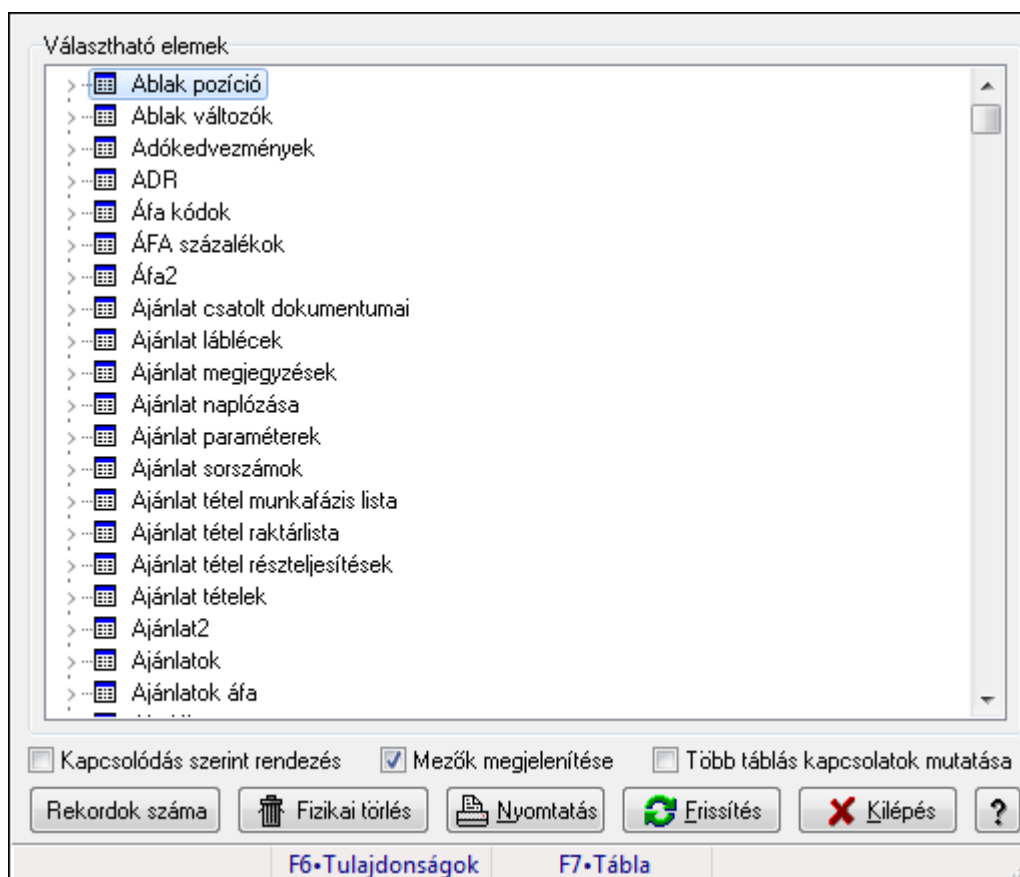 Választható elemek
Ablak pozíció
Ablak változók
Adókedvezmények
ADR
Áfa kódok
ÁFA százalékok
Áfa2
Ajánlat csatolt dokumentumai
Ajánlat láblécek
Ajánlat megjegyzések
Ajánlat naplózása
Ajánlat paraméterek
Ajánlat sorszámok
Ajánlat tétel munkafázis lista
Ajánlat tétel raktárlista
Ajánlat tétel részteljesítések
Ajánlat tételek
Ajánlat2
Ajánlatok
Ajánlatok áfa
Kapcsolódás szerint rendezés Mezők megjelenítése Több táblás kapcsolatok mutatása
Rekordok száma Fizikai törlés Nyomtatás Frissítés Kilépés ?
F6•Tulajdonságok F7•Tábla